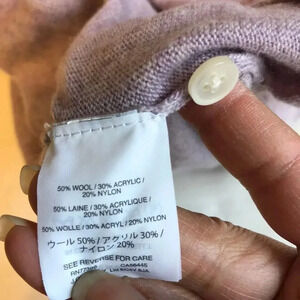 50% WOOL / 30% ACRYLIC /
20% NYLON
50% LAINE / 30% ACRYLIQUE /
20% NYLON
50% WOLLE / 30% ACRYL / 20% NYLON
ウール 50% / アクリル 30% /
ナイロン 20%
SEE REVERSE FOR CARE
CA56445